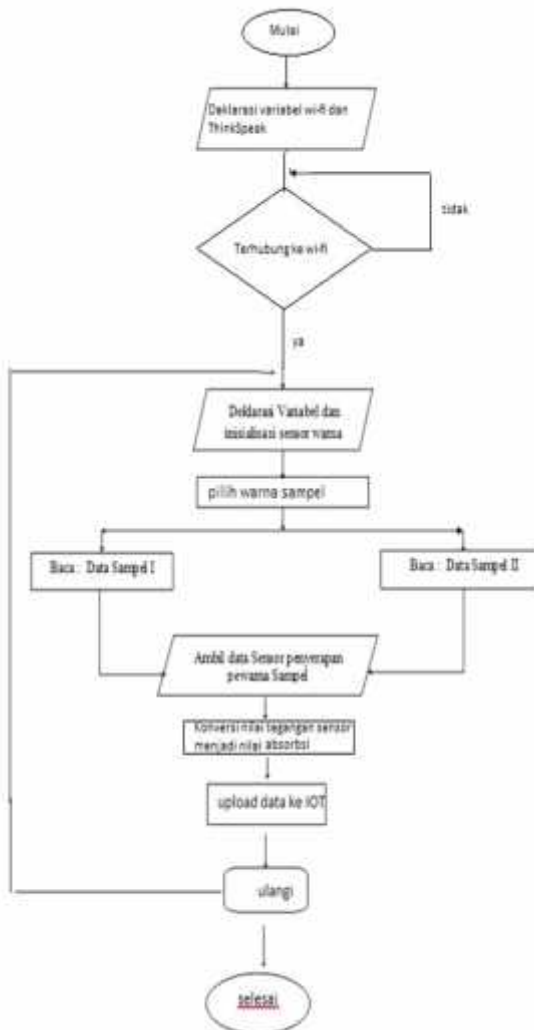 Mulai
Deklarasi variabel wi-fi dan
ThinkSpeak
tidak
Terhubung ke wi-fi
ya
Deklarasi Variabel dan
inisialisasi sensor warna
pilih warna sampel
Baca : Data Sampel I
Baca : Data Sampel II
Ambil data Sensor penyerapan
pewarna Sampel
Konversi nilai tegangan sensor
menjadi nilai absorbsi
upload data ke IOT
ulangi
selesai